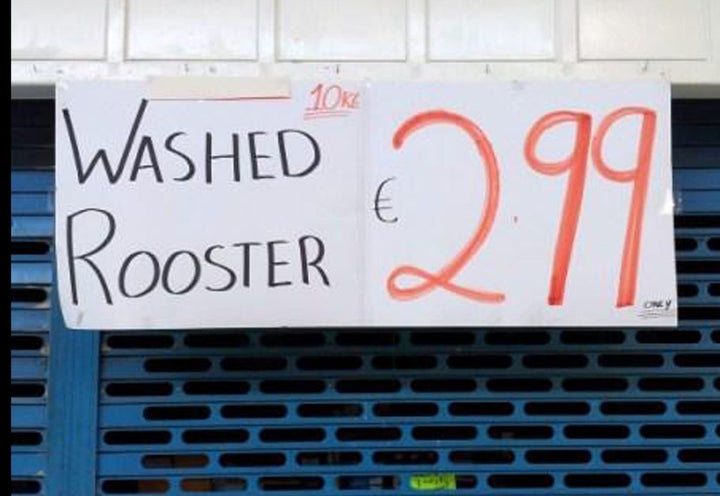 10KG
WASHED
ROOSTER
€2.99
ONLY